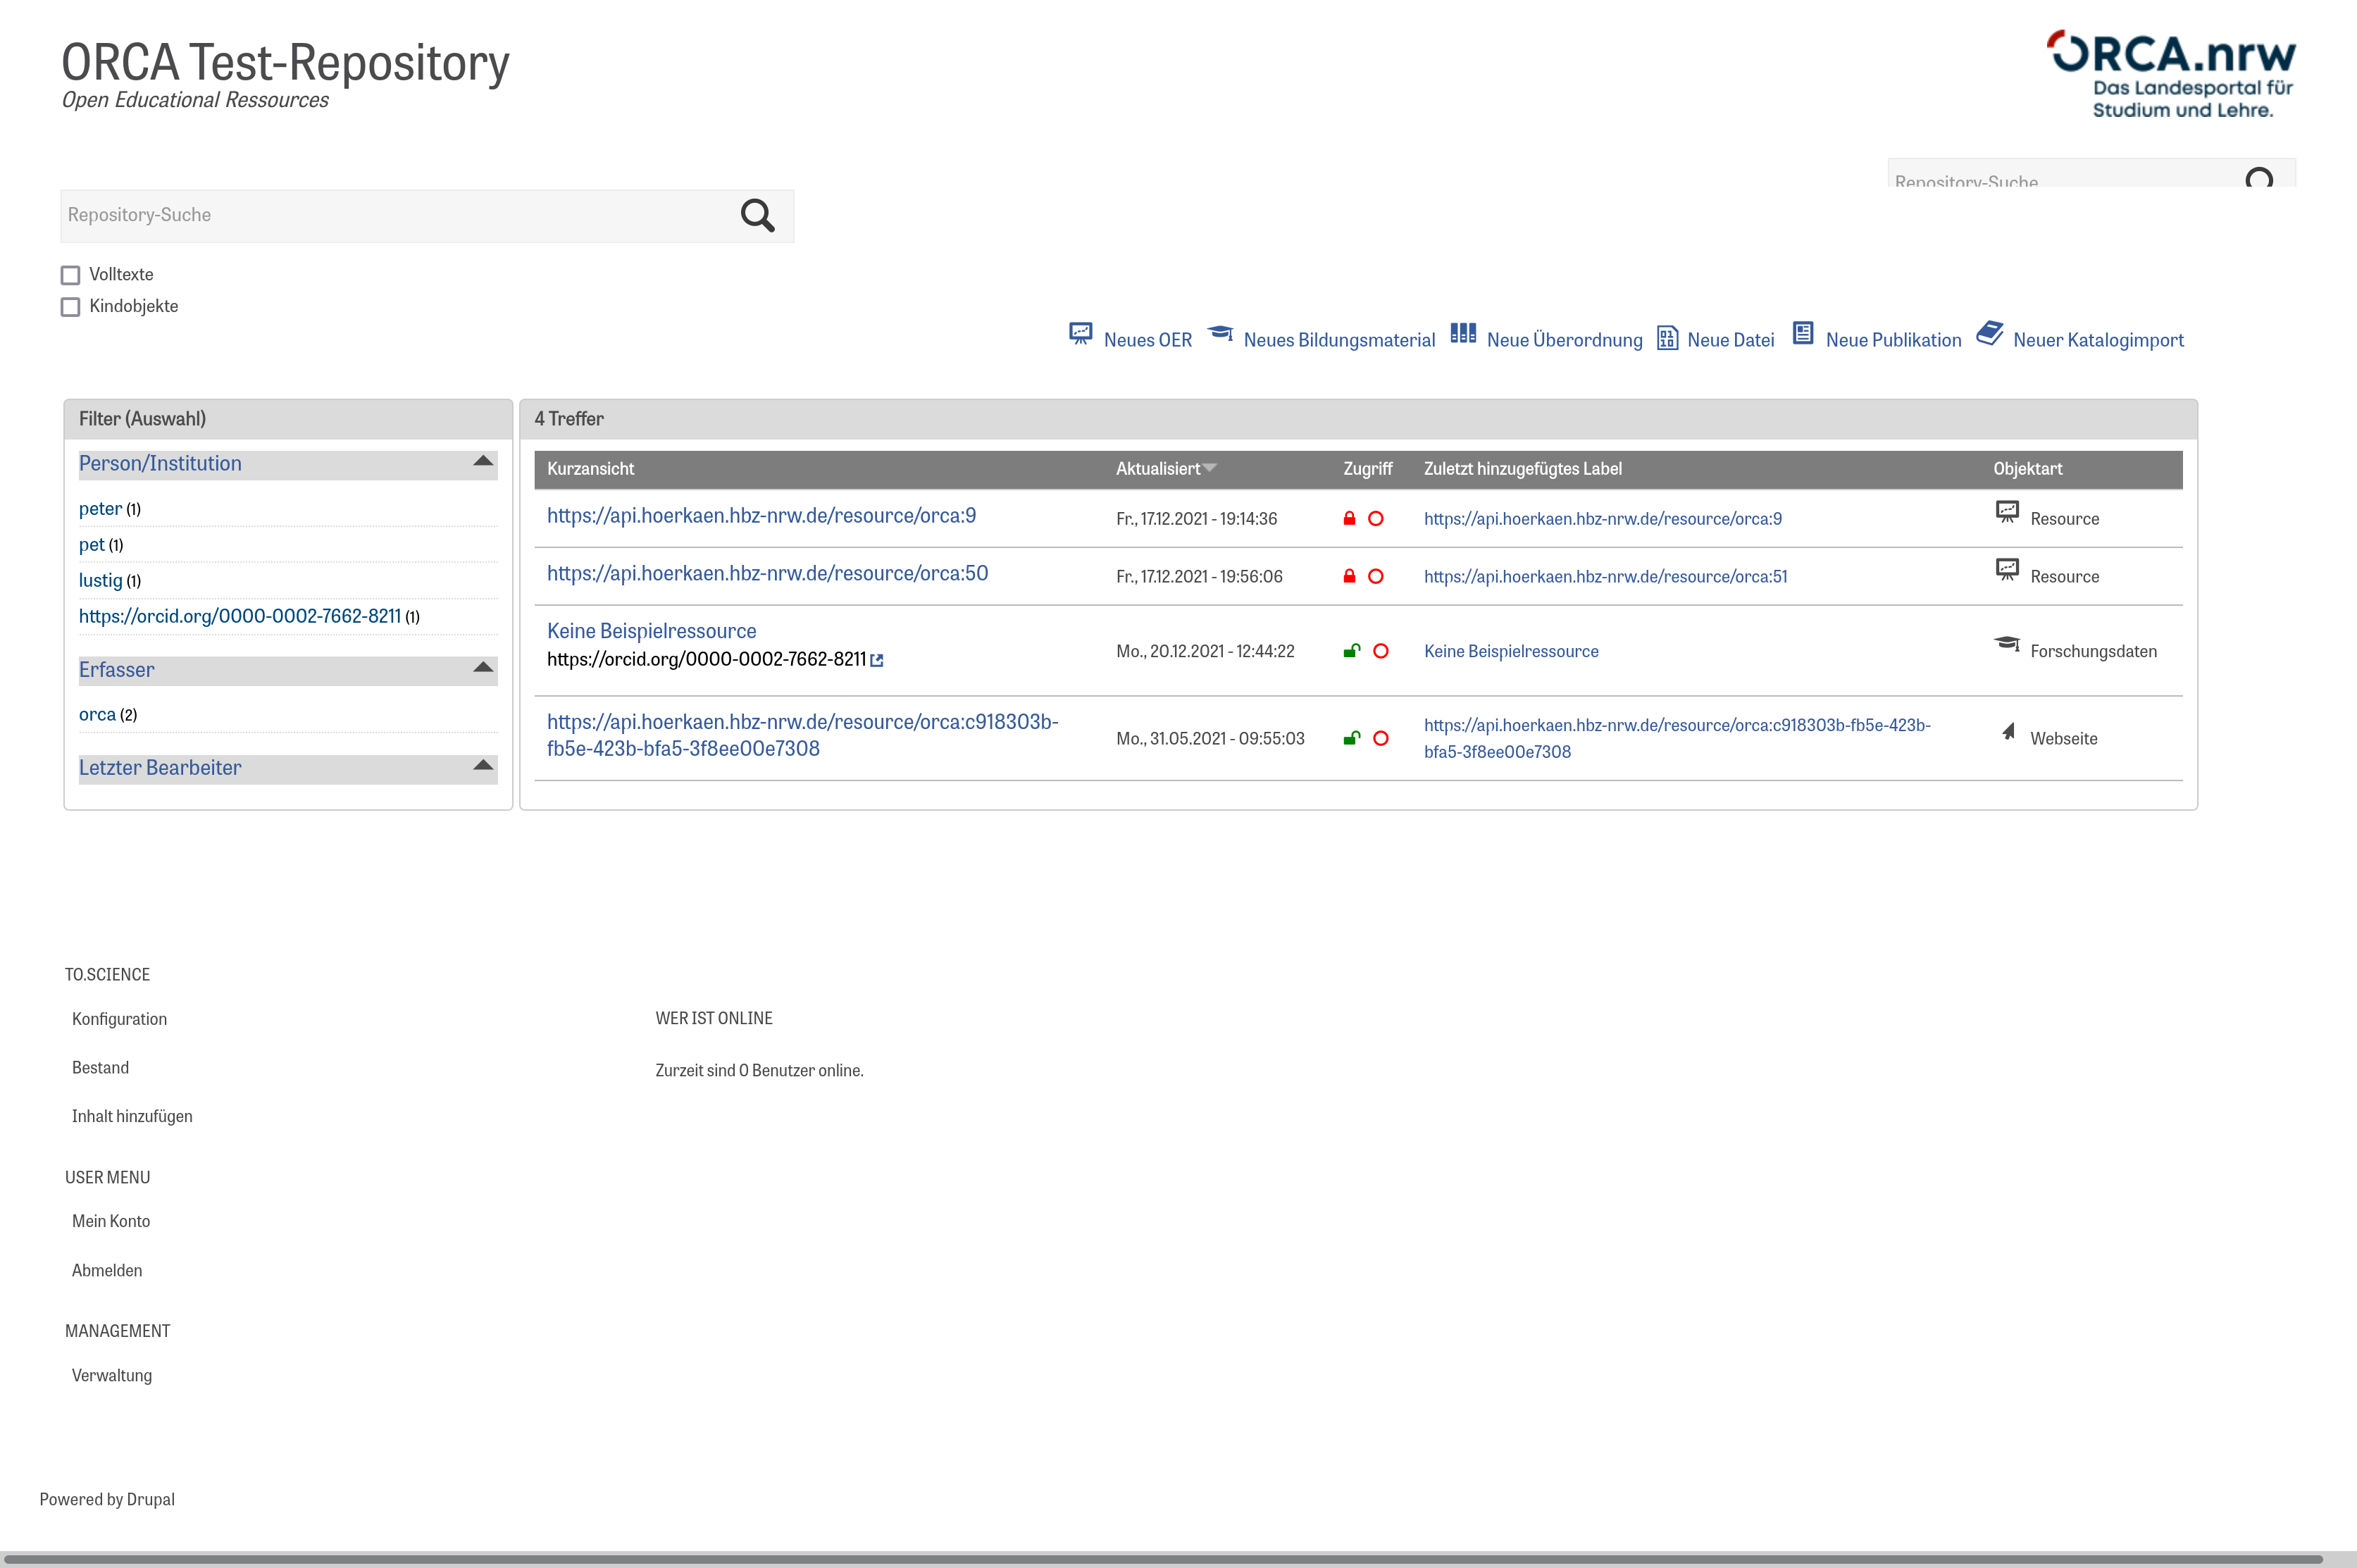 ORCA Test-Repository
Open Educational Ressources
ORCA.nrw
Das Landesportal für
Studium und Lehre.
Repository-Suche
Repository-Suche
Volltexte
Kindobjekte
Neues OER Neues Bildungsmaterial Neue Überordnung Neue Datei Neue Publikation Neuer Katalogimport
Filter (Auswahl)
Person/Institution
peter (1)
pet (1)
lustig (1)
https://orcid.org/0000-0002-7662-8211 (1)
Erfasser
orca (2)
Letzter Bearbeiter
4 Treffer
Kurzansicht Aktualisiert Zugriff Zuletzt hinzugefügtes Label Objektart
https://api.hoerkaen.hbz-nrw.de/resource/orca:9 Fr., 17.12.2021 - 19:14:36 https://api.hoerkaen.hbz-nrw.de/resource/orca:9 Resource
https://api.hoerkaen.hbz-nrw.de/resource/orca:50 Fr., 17.12.2021 - 19:56:06 https://api.hoerkaen.hbz-nrw.de/resource/orca:51 Resource
Keine Beispielressource
https://orcid.org/0000-0002-7662-8211 Mo., 20.12.2021 - 12:44:22 Keine Beispielressource Forschungsdaten
https://api.hoerkaen.hbz-nrw.de/resource/orca:c918303b- https://api.hoerkaen.hbz-nrw.de/resource/orca:c918303b-fb5e-423b-
fb5e-423b-bfa5-3f8ee00e7308 Mo., 31.05.2021 - 09:55:03 bfa5-3f8ee00e7308 Webseite
TO.SCIENCE
Konfiguration
Bestand
Inhalt hinzufügen
WER IST ONLINE
Zurzeit sind 0 Benutzer online.
USER MENU
Mein Konto
Abmelden
MANAGEMENT
Verwaltung
Powered by Drupal